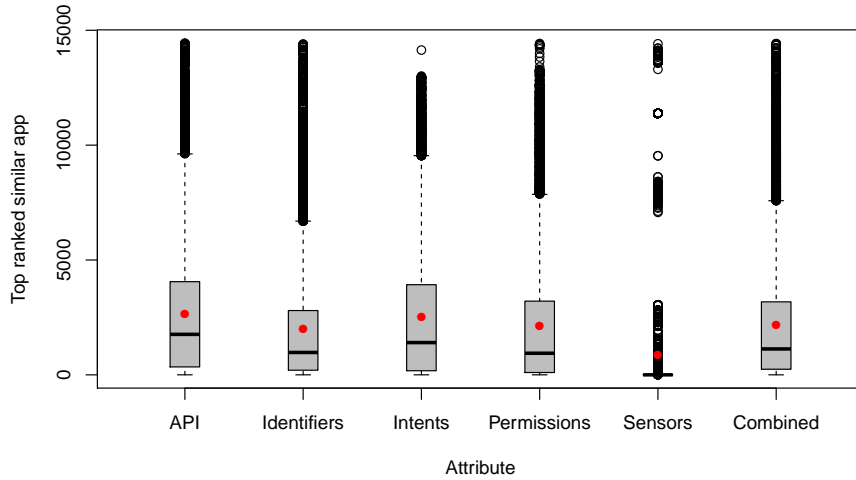 Top ranked similar app
15000
10000
5000
0
API Identifiers Intents Permissions Sensors Combined
Attribute